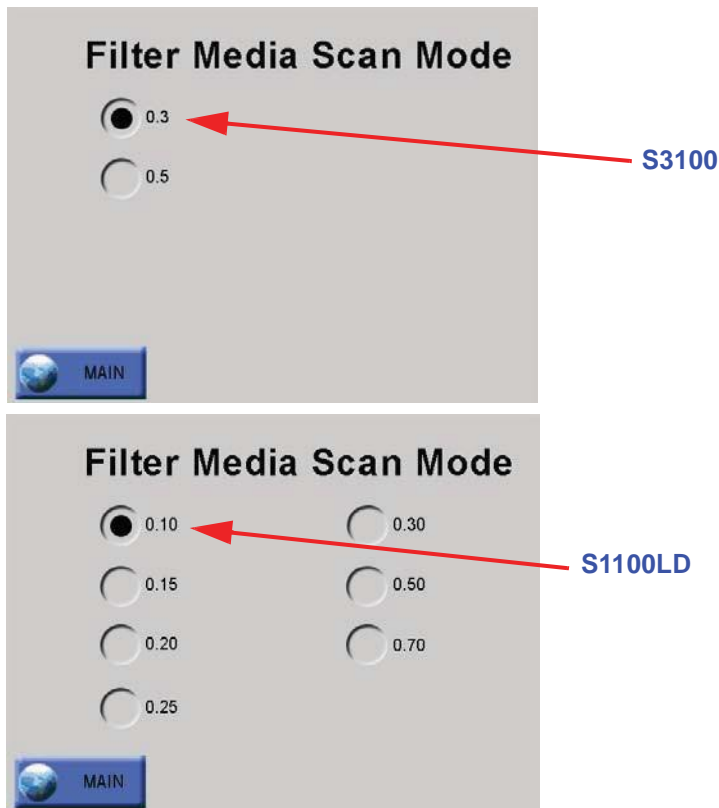 Filter Media Scan Mode
0.3
S3100
0.5
MAIN
Filter Media Scan Mode
0.10 0.30
S1100LD
0.15 0.50
0.20 0.70
0.25
MAIN